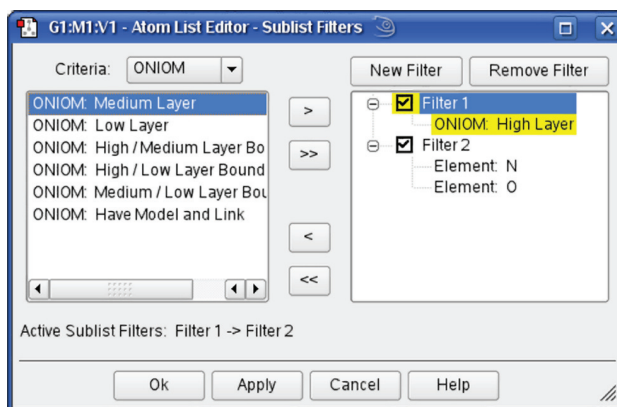 G1:M1:V1 - Atom List Editor - Sublist Filters
Criteria: ONIOM
New Filter Remove Filter
ONIOM: Medium Layer
ONIOM: Low Layer
ONIOM: High / Medium Layer Bo
ONIOM: High / Low Layer Bound
ONIOM: Medium / Low Layer Bou
ONIOM: Have Model and Link
>
>>
<
<<
Filter 1
ONIOM: High Layer
Filter 2
Element: N
Element: O
Active Sublist Filters: Filter 1 -> Filter 2
Ok Apply Cancel Help